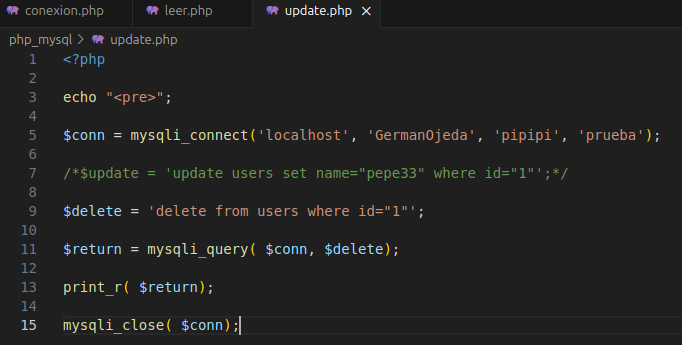 conexion.php leer.php update.php ×
php_mysql > update.php
1 <?php
2
3 echo "<pre>";
4
5 $conn = mysqli_connect('localhost', 'GermanOjeda', 'pipipi', 'prueba');
6
7 /*$update = 'update users set name="pepe33" where id="1"';*/
8
9 $delete = 'delete from users where id="1"';
10
11 $return = mysqli_query( $conn, $delete);
12
13 print_r( $return);
14
15 mysqli_close( $conn);